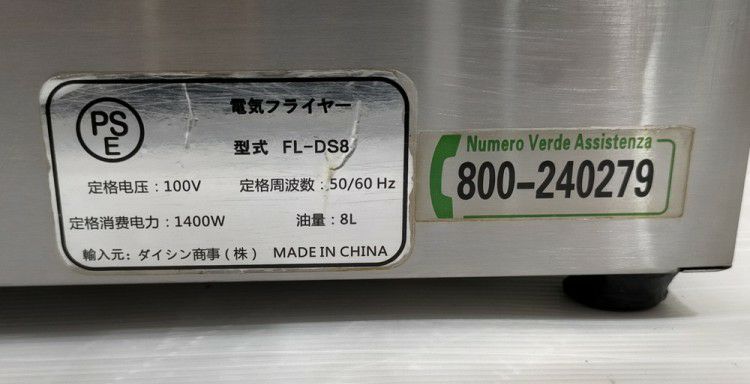 PS
E
電気フライヤー
型式 FL-DS8
定格电压：100V 定格周波数：50/60 Hz
定格消费电力：1400W 油量：8L
輸入元：ダイシン商事（株） MADE IN CHINA
Numero Verde Assistenza
800-240279